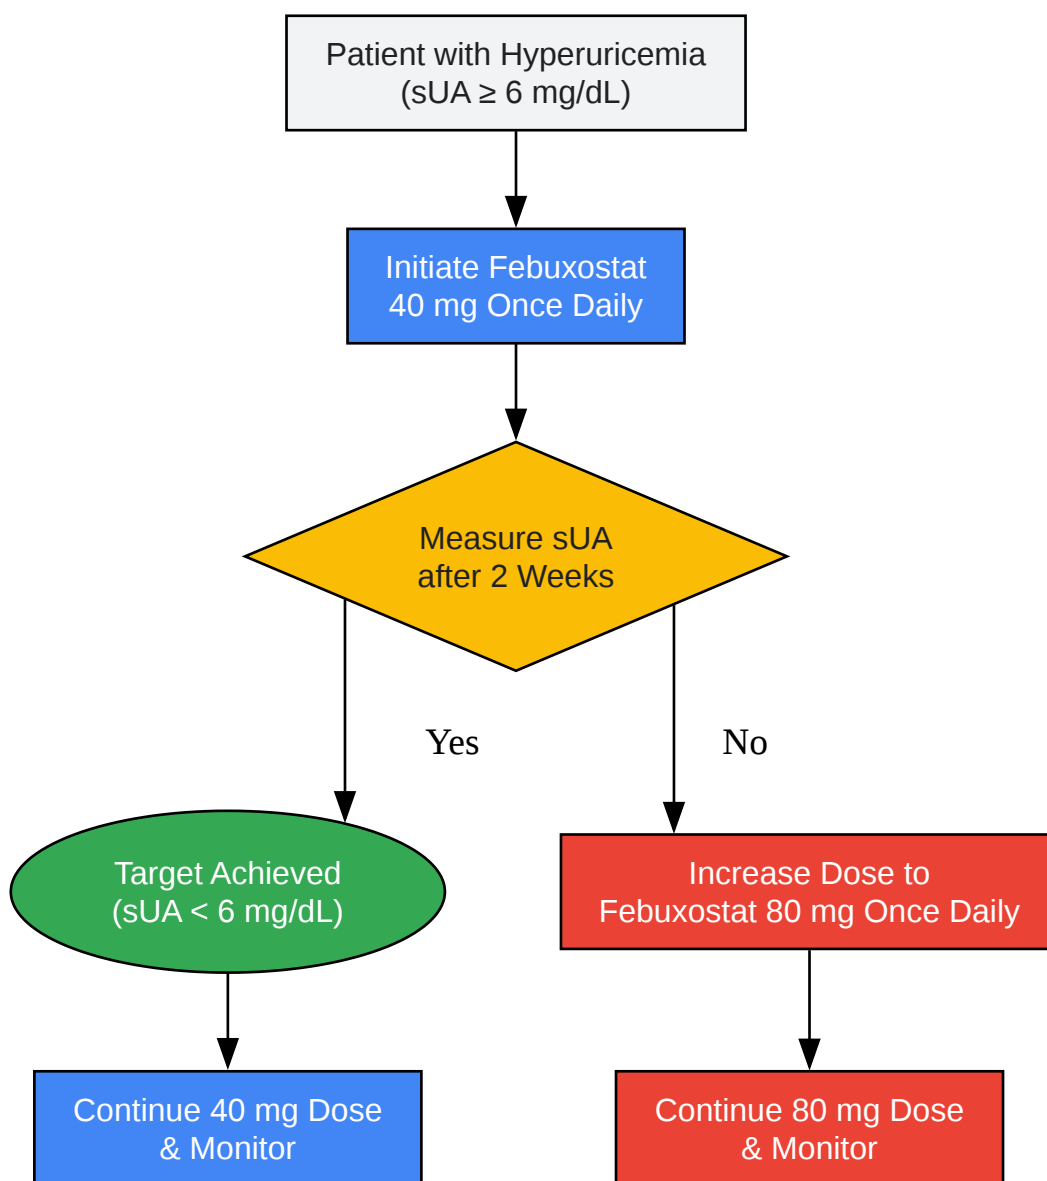 Patient with Hyperuricemia
(sUA ≥ 6 mg/dL)
Initiate Febuxostat
40 mg Once Daily
Measure sUA
after 2 Weeks
Yes
No
Target Achieved
(sUA < 6 mg/dL)
Increase Dose to
Febuxostat 80 mg Once Daily
Continue 40 mg Dose
& Monitor
Continue 80 mg Dose
& Monitor